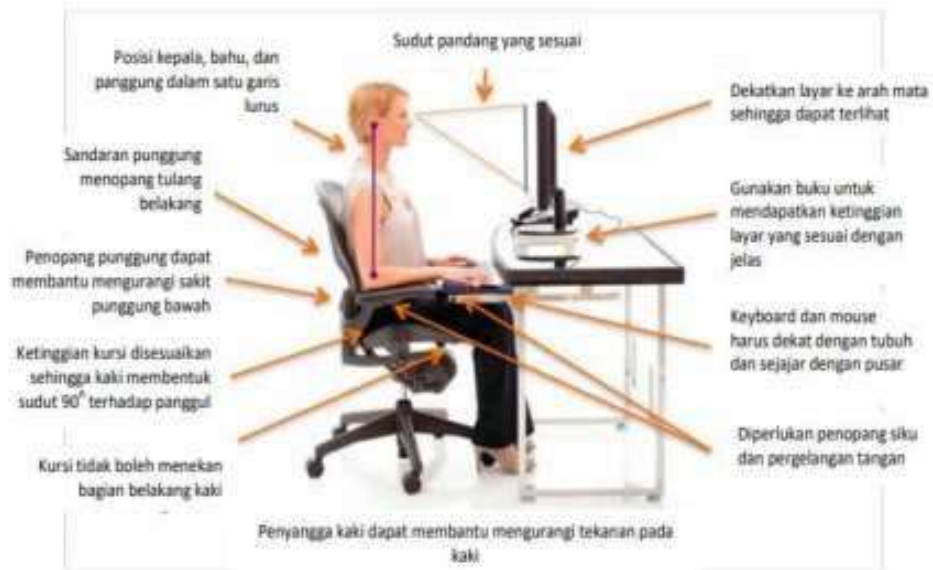 Sudut pandang yang sesuai
Posisi kepala, bahu, dan
panggung dalam satu garis
lurus
Sandaran punggung
menopang tulang
belakang
Penopang punggung dapat
membantu mengurangi sakit
punggung bawah
Ketinggian kursi disesuaikan
sehingga kaki membentuk
sudut 90⁰ terhadap panggul
Kursi tidak boleh menekan
bagian belakang kaki
Dekatkan layar ke arah mata
sehingga dapat terlihat
Gunakan buku untuk
mendapatkan ketinggian
layar yang sesuai dengan
jelas
Keyboard dan mouse
harus dekat dengan tubuh
dan sejajar dengan pusar
Diperlukan penopang siku
dan pergelangan tangan
Penyangga kaki dapat membantu mengurangi tekanan pada
kaki